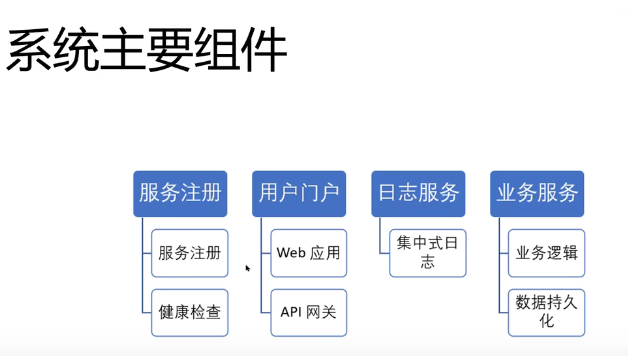 系统主要组件
服务注册
服务注册
健康检查
用户门户
Web 应用
API 网关
日志服务
集中式日
志
业务服务
业务逻辑
数据持久
化